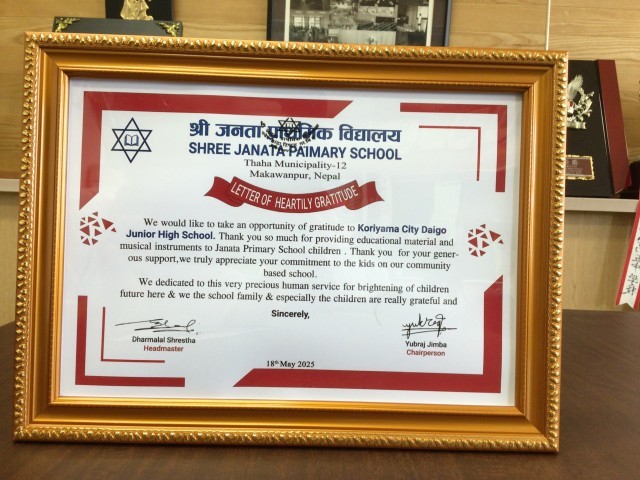 श्री जनता प्राथमिक विद्यालय
SHREE JANATA PAIMARY SCHOOL
Thaha Municipality-12
Makawanpur, Nepal
LETTER OF HEARTILY GRATITUDE
We would like to take an opportunity of gratitude to Koriyama City Daigo
Junior High School. Thank you so much for providing educational material and
musical instruments to Janata Primary School children . Thank you for your gener-
ous support,we truly appreciate your commitment to the kids on our community
based school.
We dedicated to this very precious human service for brightening of children
future here & we the school family & especially the children are really grateful and
Sincerely,
Dharmalal Shrestha
Headmaster
Yubraj Jimba
Chairperson
18th May 2025